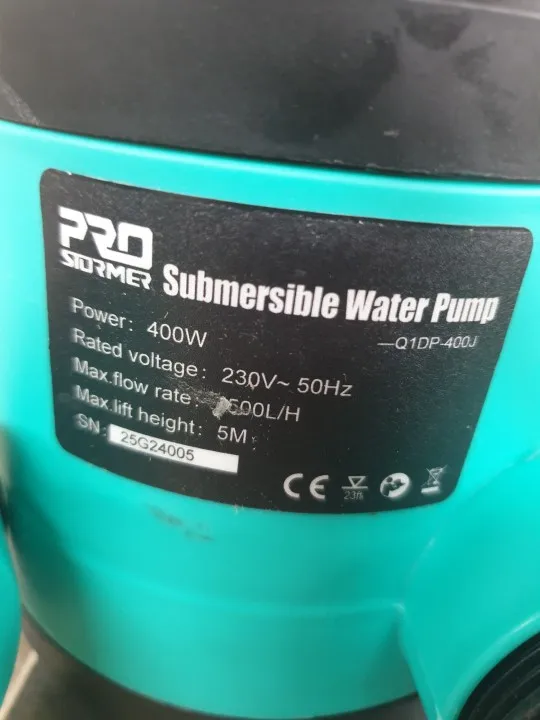 PRO
STORMER
Submersible Water Pump
—Q1DP-400J
Power: 400W
Rated voltage: 230V~ 50Hz
Max.flow rate: 500L/H
Max.lift height: 5M
SN: 25G24005
CE